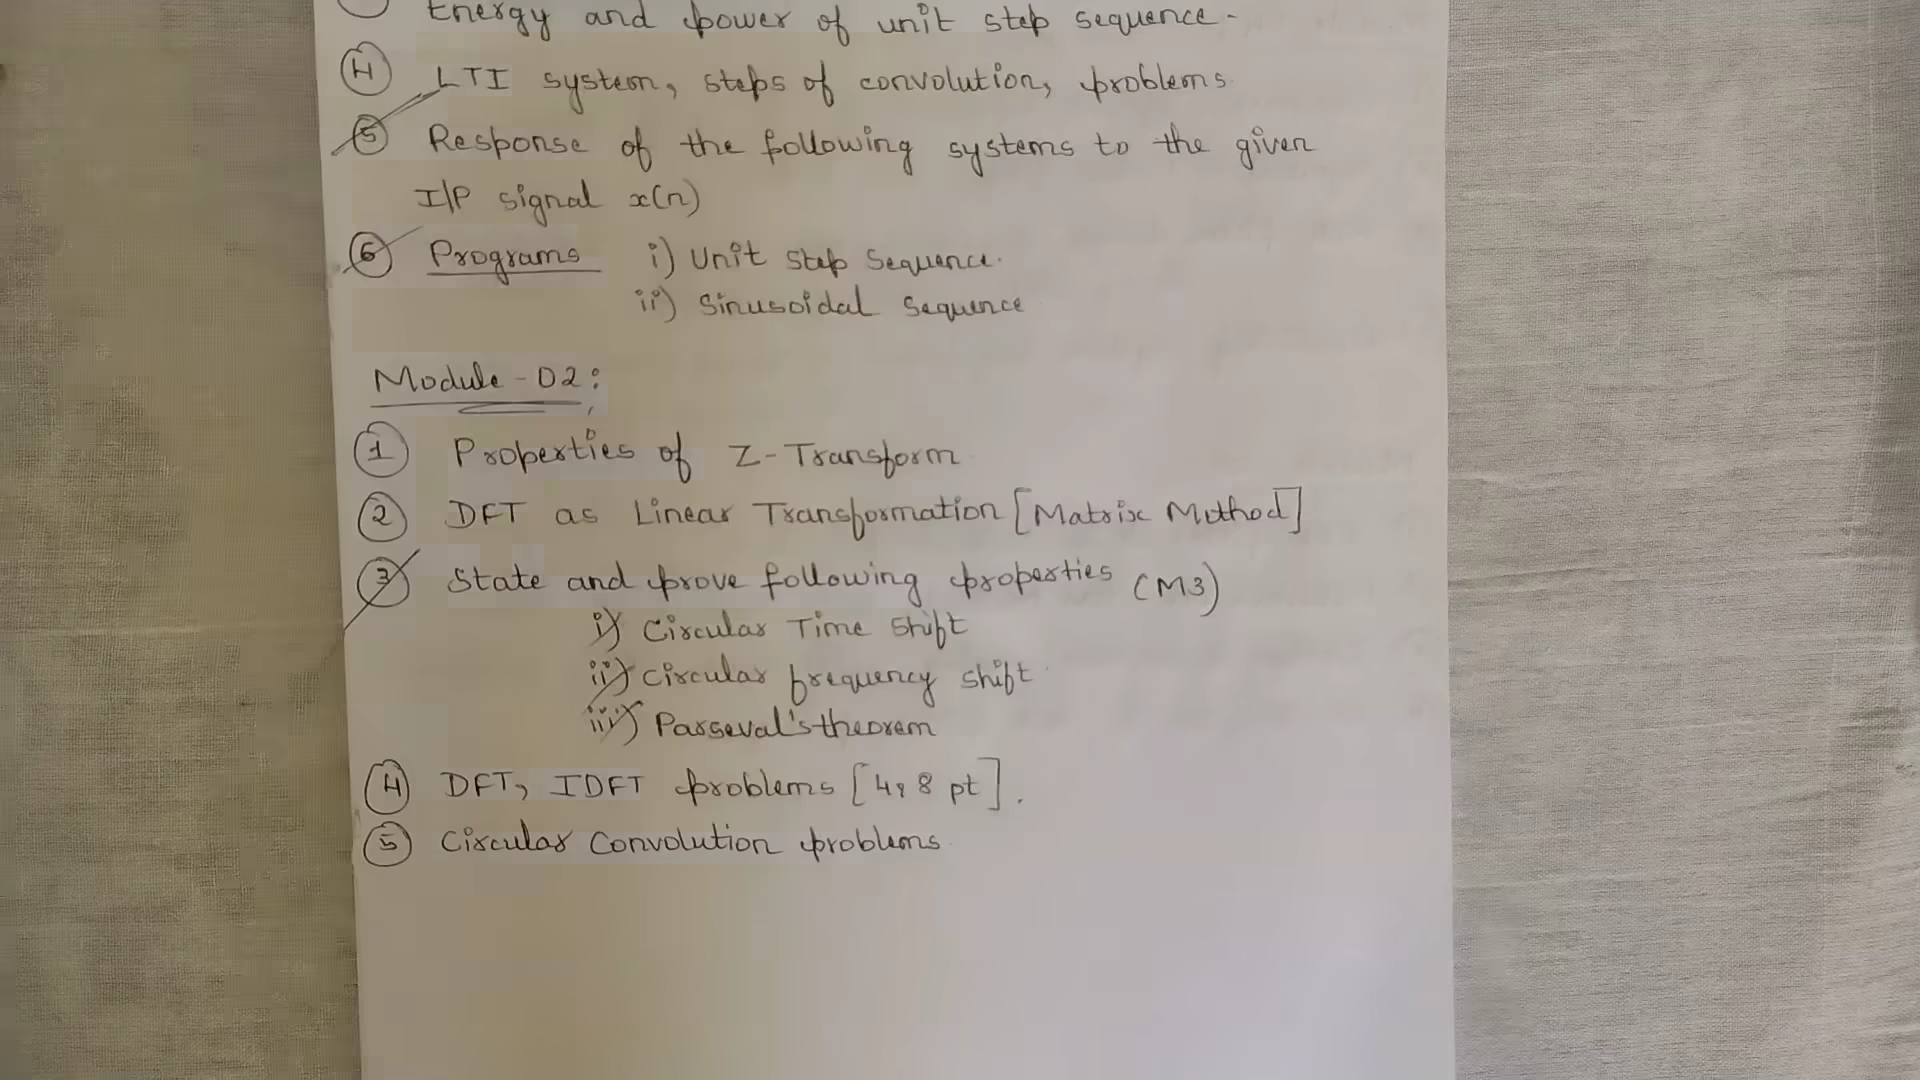 Energy and power of unit step sequence-
4 LTI system, steps of convolution, problems.
5 Response of the following systems to the given
I/P signal x(n)
6 Programs i) Unit Step Sequence.
ii) Sinusoidal Sequence
Module-02:
1 Properties of Z-Transform
2 DFT as Linear Transformation [Matrix Method]
3 State and prove following properties (M3)
i) Circular Time Shift
ii) Circular frequency shift
iii) Parseval's theorem
4 DFT, IDFT problems [4, 8 pt].
5 Circular Convolution problems.